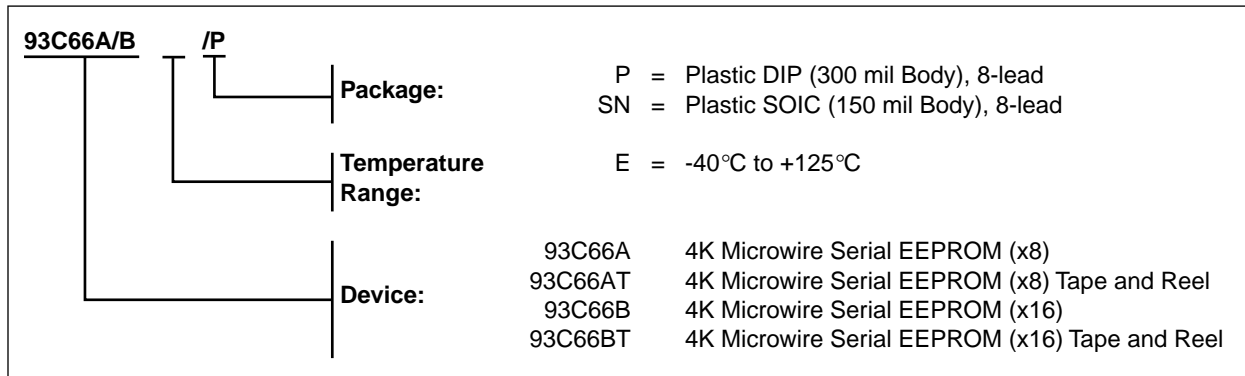 93C66A/B /P
Package: P = Plastic DIP (300 mil Body), 8-lead
SN = Plastic SOIC (150 mil Body), 8-lead
Temperature Range: E = -40°C to +125°C
Device: 93C66A 4K Microwire Serial EEPROM (x8)
93C66AT 4K Microwire Serial EEPROM (x8) Tape and Reel
93C66B 4K Microwire Serial EEPROM (x16)
93C66BT 4K Microwire Serial EEPROM (x16) Tape and Reel